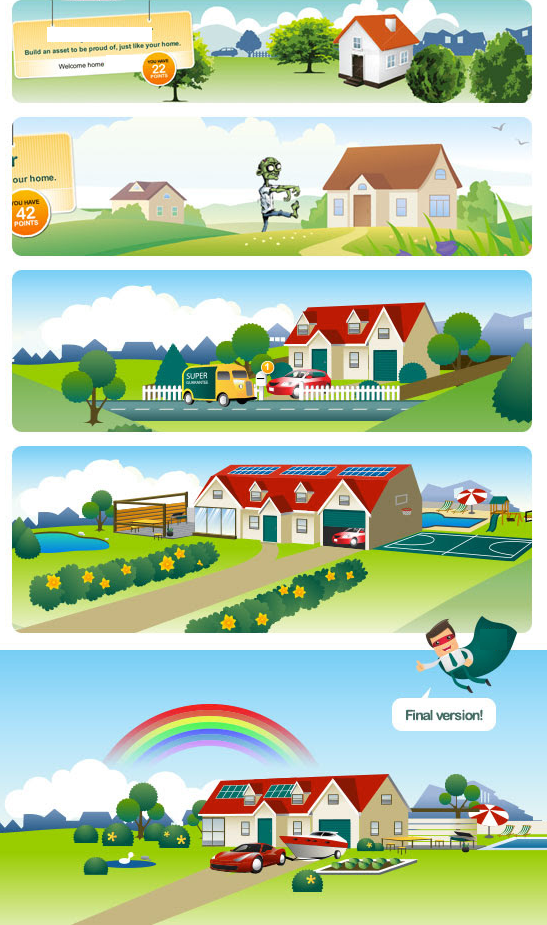 Build an asset to be proud of, just like your home.
Welcome home
YOU HAVE
22
POINTS
r
our home.
YOU HAVE
42
POINTS
SUPER
GUARANTEE
1
Final version!